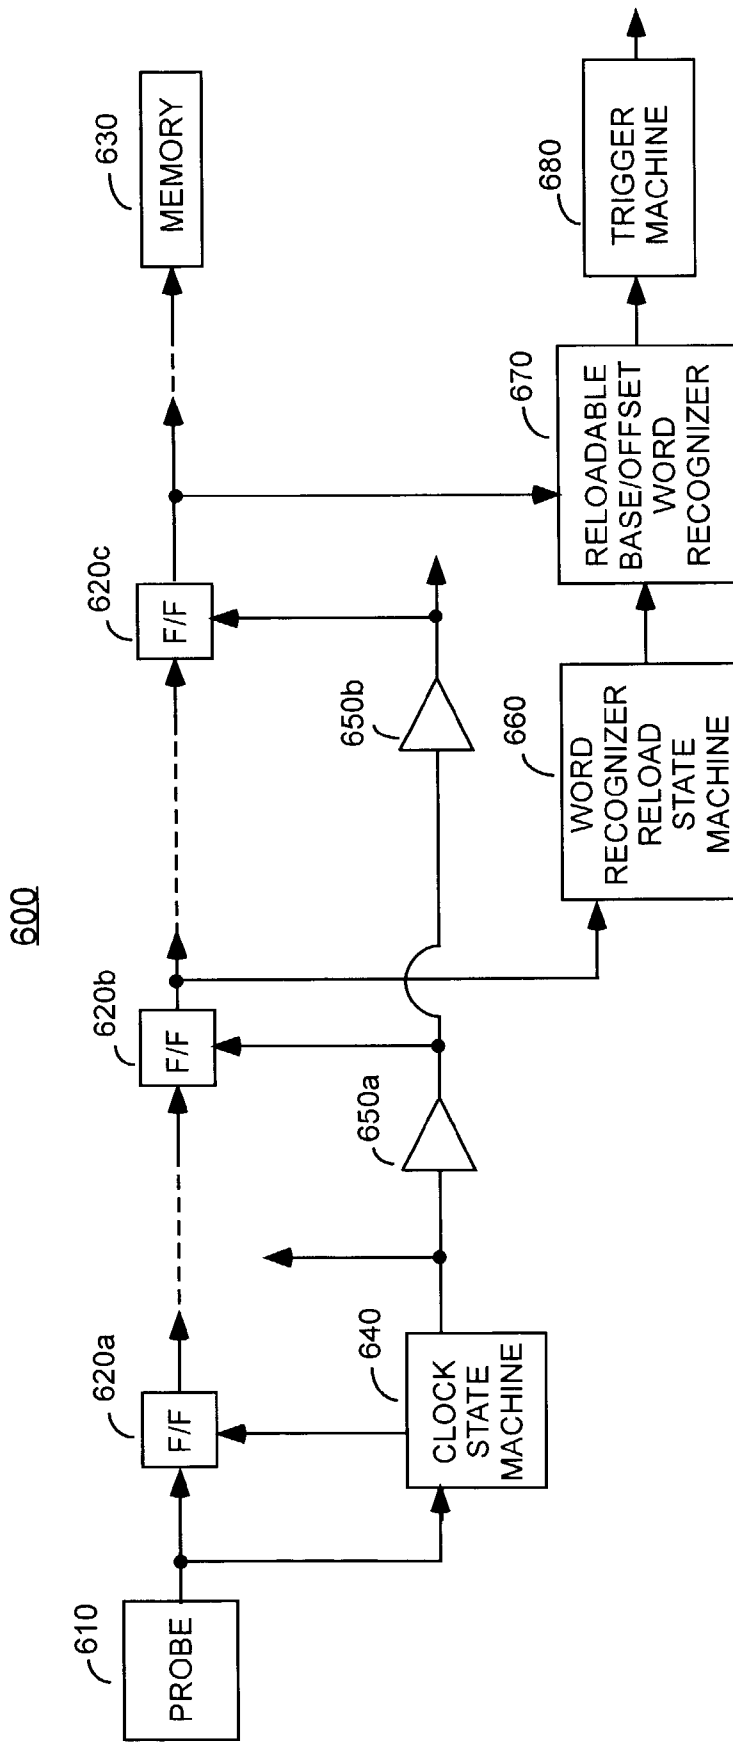 600
610
PROBE
620a
F/F
620b
F/F
620c
F/F
630
MEMORY
640
CLOCK
STATE
MACHINE
650a
650b
660
WORD
RECOGNIZER
RELOAD
STATE
MACHINE
670
RELOADABLE
BASE/OFFSET
WORD
RECOGNIZER
680
TRIGGER
MACHINE